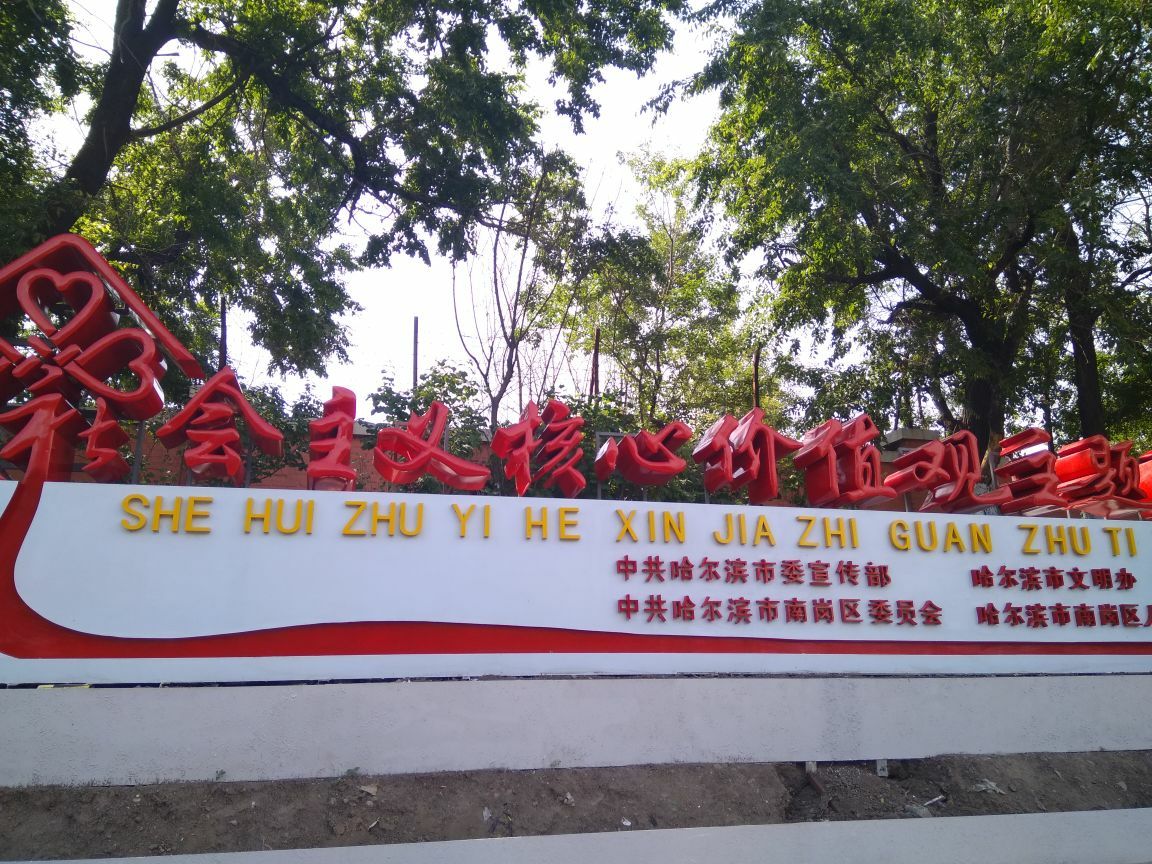 社会主义核心价值观主题
SHE HUI ZHU YI HE XIN JIA ZHI GUAN ZHU TI
中共哈尔滨市委宣传部 哈尔滨市文明办
中共哈尔滨市南岗区委员会 哈尔滨市南岗区人